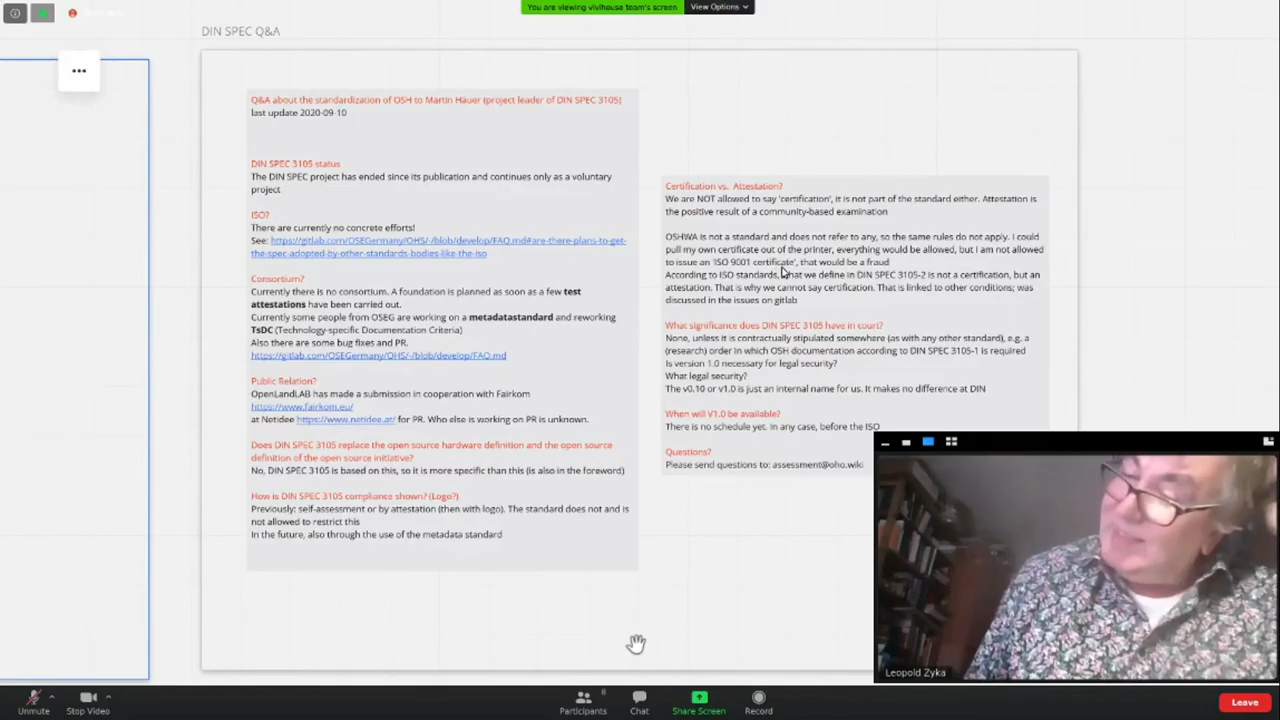 You are viewing vivihouse team's screen
View Options
DIN SPEC Q&A
Q&A about the standardization of OSH to Martin Häuer (project leader of DIN SPEC 3105)
last update 2020-09-10
DIN SPEC 3105 status
The DIN SPEC project has ended since its publication and continues only as a voluntary
project
ISO?
There are currently no concrete efforts!
See: https://gitlab.com/OSEGermany/OHS/-/blob/develop/FAQ.md#are-there-plans-to-get-
the-spec-adopted-by-other-standards-bodies-like-the-iso
Consortium?
Currently there is no consortium. A foundation is planned as soon as a few test
attestations have been carried out.
Currently some people from OSEG are working on a metadatastandard and reworking
TsDC (Technology-specific Documentation Criteria)
Also there are some bug fixes and PR.
https://gitlab.com/OSEGermany/OHS/-/blob/develop/FAQ.md
Public Relation?
OpenLandLAB has made a submission in cooperation with Fairkom
https://www.fairkom.eu/
at Netidee https://www.netidee.at/ for PR. Who else is working on PR is unknown.
Does DIN SPEC 3105 replace the open source hardware definition and the open source
definition of the open source initiative?
No, DIN SPEC 3105 is based on this, so it is more specific than this (is also in the foreword)
How is DIN SPEC 3105 compliance shown? (Logo?)
Previously: self-assessment or by attestation (then with logo). The standard does not and is
not allowed to restrict this
In the future, also through the use of the metadata standard
Certification vs. Attestation?
We are NOT allowed to say 'certification', it is not part of the standard either. Attestation is
the positive result of a community-based examination
OSHWA is not a standard and does not refer to any, so the same rules do not apply. I could
pull my own certificate out of the printer, everything would be allowed, but I am not allowed
to issue an 'ISO 9001 certificate', that would be a fraud
According to ISO standards, what we define in DIN SPEC 3105-2 is not a certification, but an
attestation. That is why we cannot say certification. That is linked to other conditions; was
discussed in the issues on gitlab
What significance does DIN SPEC 3105 have in court?
None, unless it is contractually stipulated somewhere (as with any other standard), e.g. a
(research) order in which OSH documentation according to DIN SPEC 3105-1 is required
Is version 1.0 necessary for legal security?
What legal security?
The v0.10 or v1.0 is just an internal name for us. It makes no difference at DIN
When will V1.0 be available?
There is no schedule yet. In any case, before the ISO
Questions?
Please send questions to: assessment@oho.wiki
Leopold Zyka
Unmute
Stop Video
Participants
8
Chat
Share Screen
Record
Leave